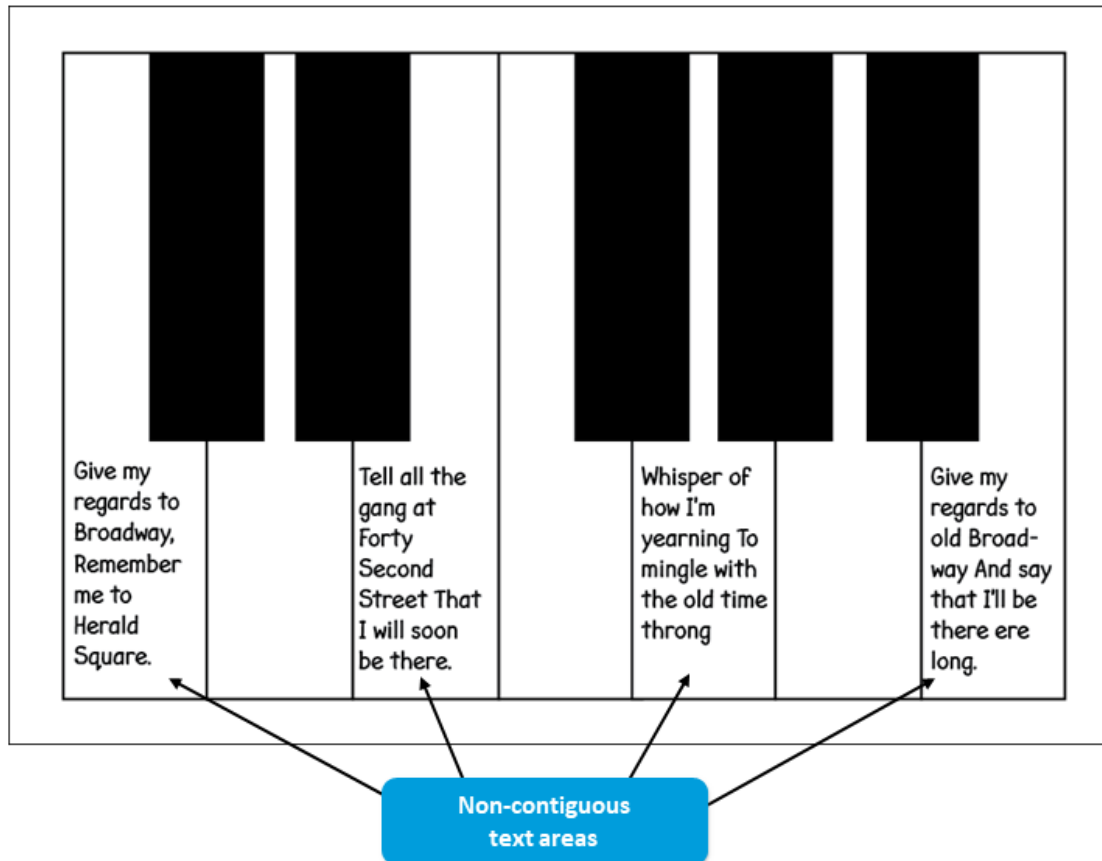 Give my
regards to
Broadway,
Remember
me to
Herald
Square.
Tell all the
gang at
Forty
Second
Street That
I will soon
be there.
Whisper of
how I'm
yearning To
mingle with
the old time
throng
Give my
regards to
old Broad-
way And say
that I'll be
there ere
long.
Non-contiguous
text areas